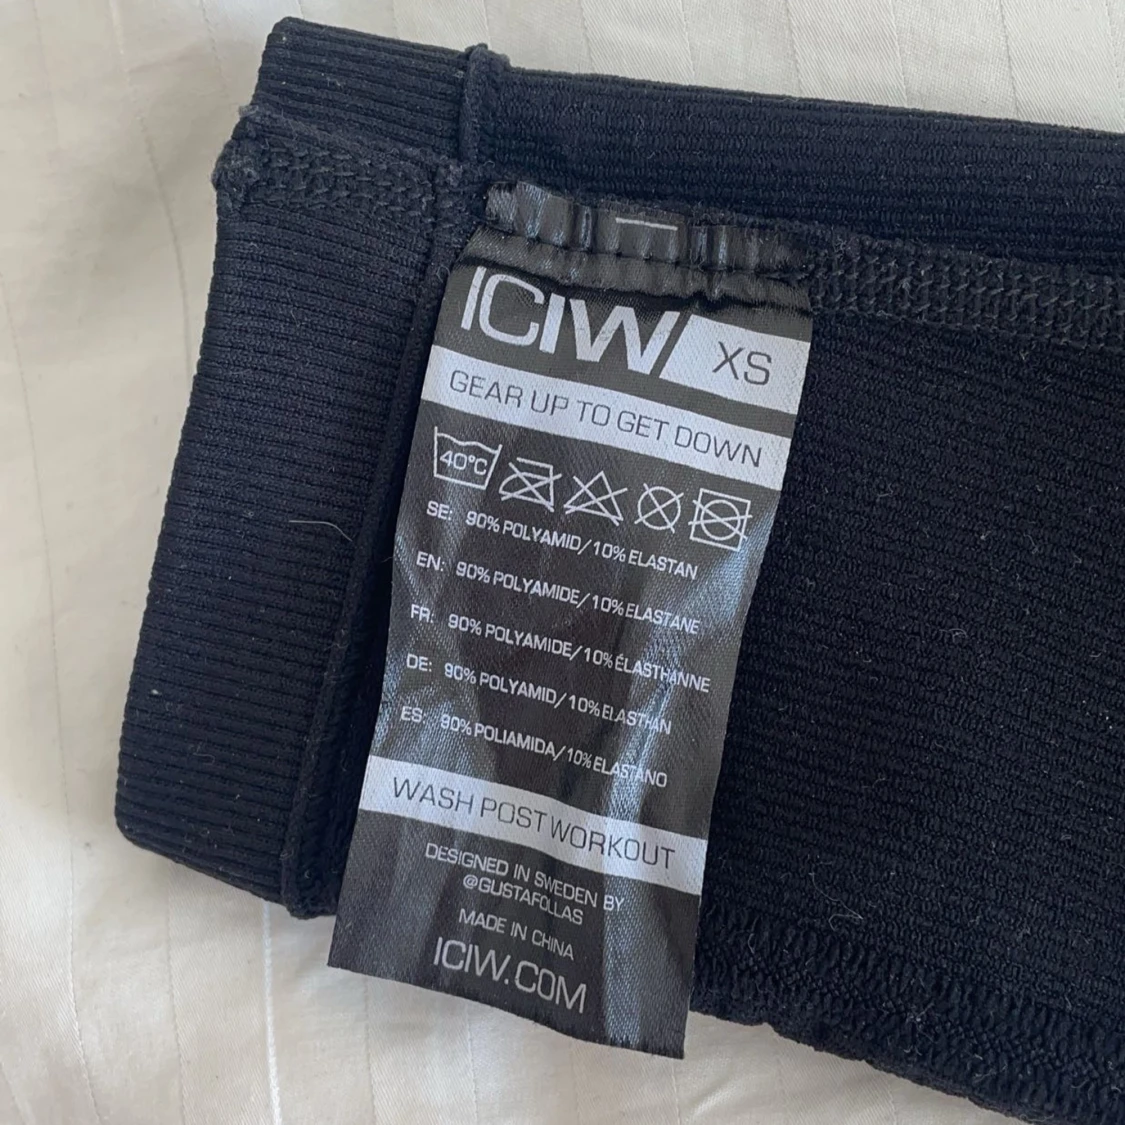 ICIW/ XS
GEAR UP TO GET DOWN
40°C
SE: 90% POLYAMID/10% ELASTAN
EN: 90% POLYAMIDE/10% ELASTANE
FR: 90% POLYAMIDE/10% ÉLASTHANNE
DE: 90% POLYAMID/10% ELASTHAN
ES: 90% POLIAMIDA/10% ELASTANO
WASH POST WORKOUT
DESIGNED IN SWEDEN BY
@GUSTAFOLLAS
MADE IN CHINA
ICIW.COM